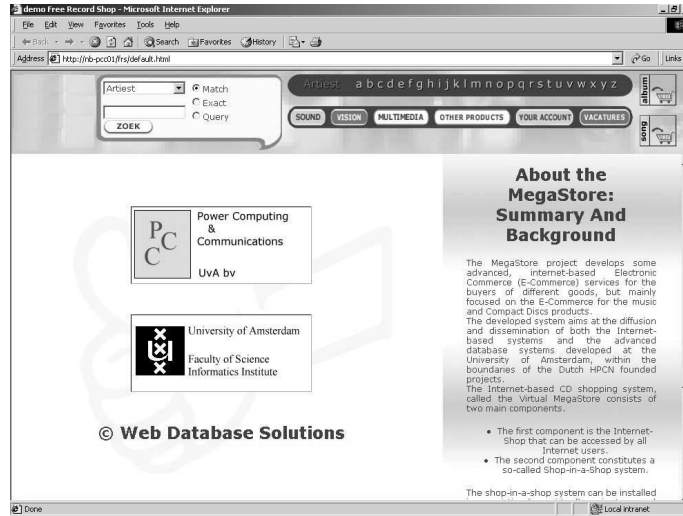 demo Free Record Shop - Microsoft Internet Explorer
File Edit View Favorites Tools Help
Back Search Favorites History
Address http://nb-pcc01/frs/default.html Go Links
Artiest Match
Exact
Query
ZOEK
Artiest a b c d e f g h i j k l m n o p q r s t u v w x y z
SOUND VISION MULTIMEDIA OTHER PRODUCTS YOUR ACCOUNT VACATURES
album
song
PCC
Power Computing
&
Communications
UvA bv
University of Amsterdam
Faculty of Science
Informatics Institute
© Web Database Solutions
About the
MegaStore:
Summary And
Background
The MegaStore project develops some
advanced, internet-based Electronic
Commerce (E-Commerce) services for the
buyers of different goods, but mainly
focused on the E-Commerce for the music
and Compact Discs products.
The developed system aims at the diffusion
and dissemination of both the Internet-
based systems and the advanced
database systems developed at the
University of Amsterdam, within the
boundaries of the Dutch HPCN founded
projects.
The Internet-based CD shopping system,
called the Virtual MegaStore consists of
two main components.
• The first component is the Internet-
Shop that can be accessed by all
Internet users.
• The second component constitutes a
so-called Shop-in-a-Shop system.
The shop-in-a-shop system can be installed
Done
Local intranet